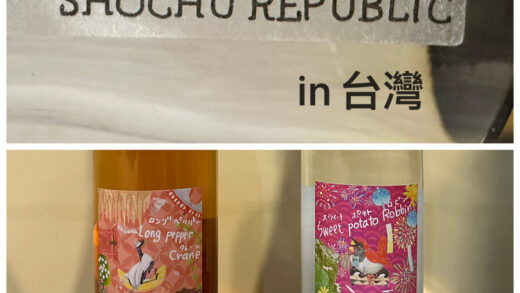 SHOCHU REPUBLIC
in 台灣
ロングペッパー
Long pepper
クレーン
Crane
スウィート ポテト ロビン
Sweet potato Robbin